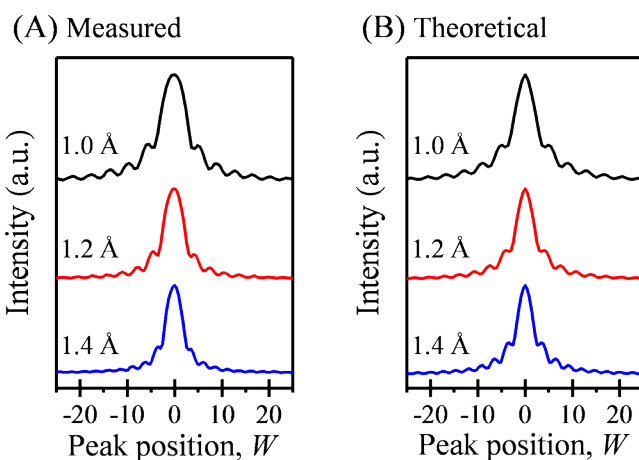 (A) Measured
Intensity (a.u.)
1.0 Å
1.2 Å
1.4 Å
-20 -10 0 10 20
Peak position, W
(B) Theoretical
Intensity (a.u.)
1.0 Å
1.2 Å
1.4 Å
-20 -10 0 10 20
Peak position, W